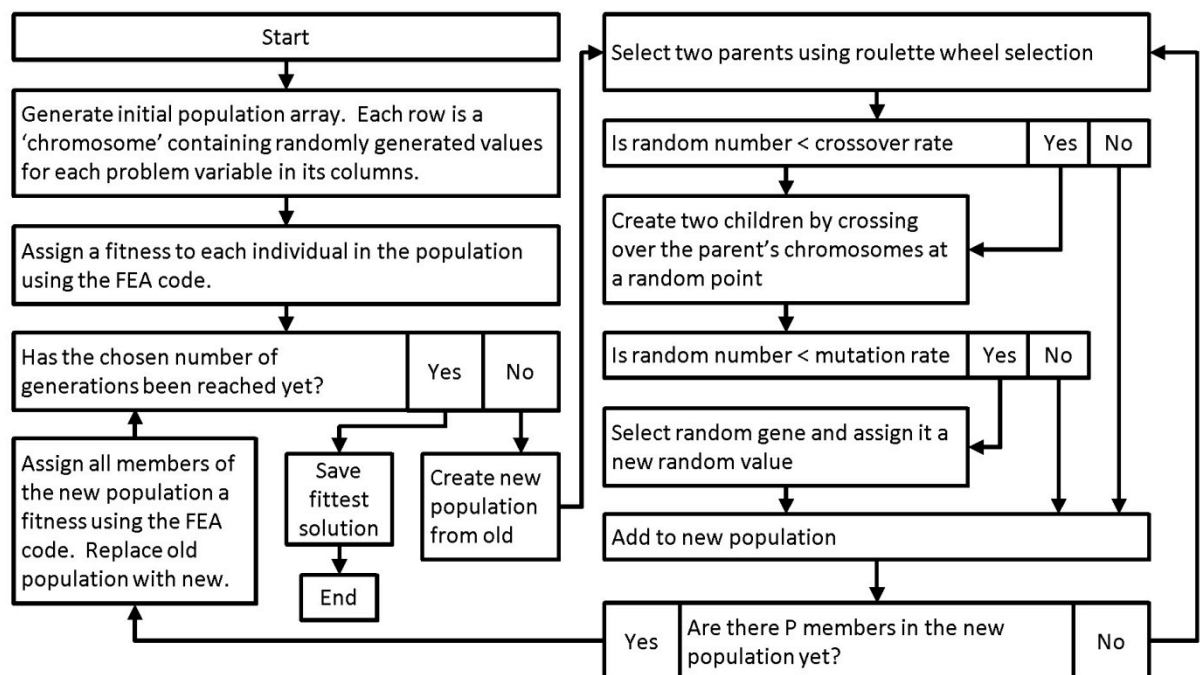 Start
Generate initial population array.  Each row is a
‘chromosome’ containing randomly generated values
for each problem variable in its columns.
Assign a fitness to each individual in the population
using the FEA code.
Has the chosen number of
generations been reached yet?
Yes
No
Assign all members of
the new population a
fitness using the FEA
code.  Replace old
population with new.
Save
fittest
solution
End
Create new
population
from old
Select two parents using roulette wheel selection
Is random number < crossover rate
Yes
No
Create two children by crossing
over the parent’s chromosomes at
a random point
Is random number < mutation rate
Yes
No
Select random gene and assign it a
new random value
Add to new population
Yes
Are there P members in the new
population yet?
No